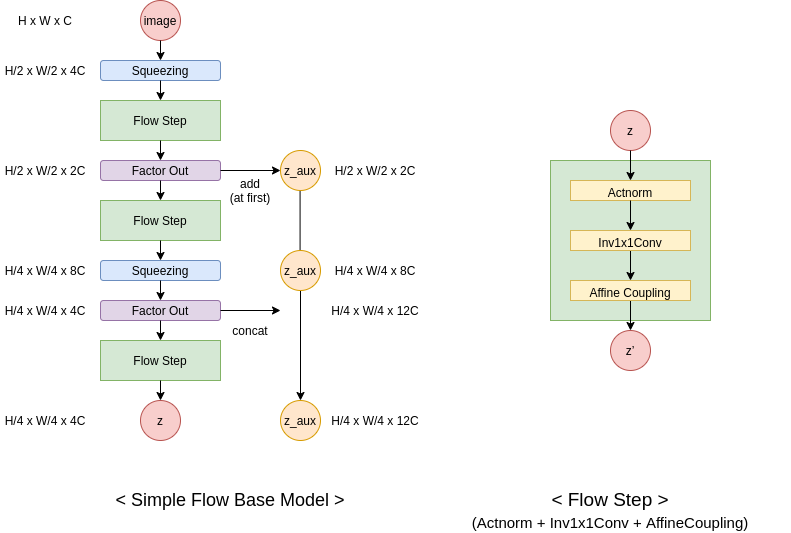 H x W x C
image
H/2 x W/2 x 4C
Squeezing
Flow Step
H/2 x W/2 x 2C
Factor Out
add
(at first)
z_aux
H/2 x W/2 x 2C
Flow Step
H/4 x W/4 x 8C
Squeezing
z_aux
H/4 x W/4 x 8C
H/4 x W/4 x 4C
Factor Out
concat
H/4 x W/4 x 12C
Flow Step
H/4 x W/4 x 4C
z
z_aux
H/4 x W/4 x 12C
< Simple Flow Base Model >
z
Actnorm
Inv1x1Conv
Affine Coupling
z'
< Flow Step >
(Actnorm + Inv1x1Conv + AffineCoupling)